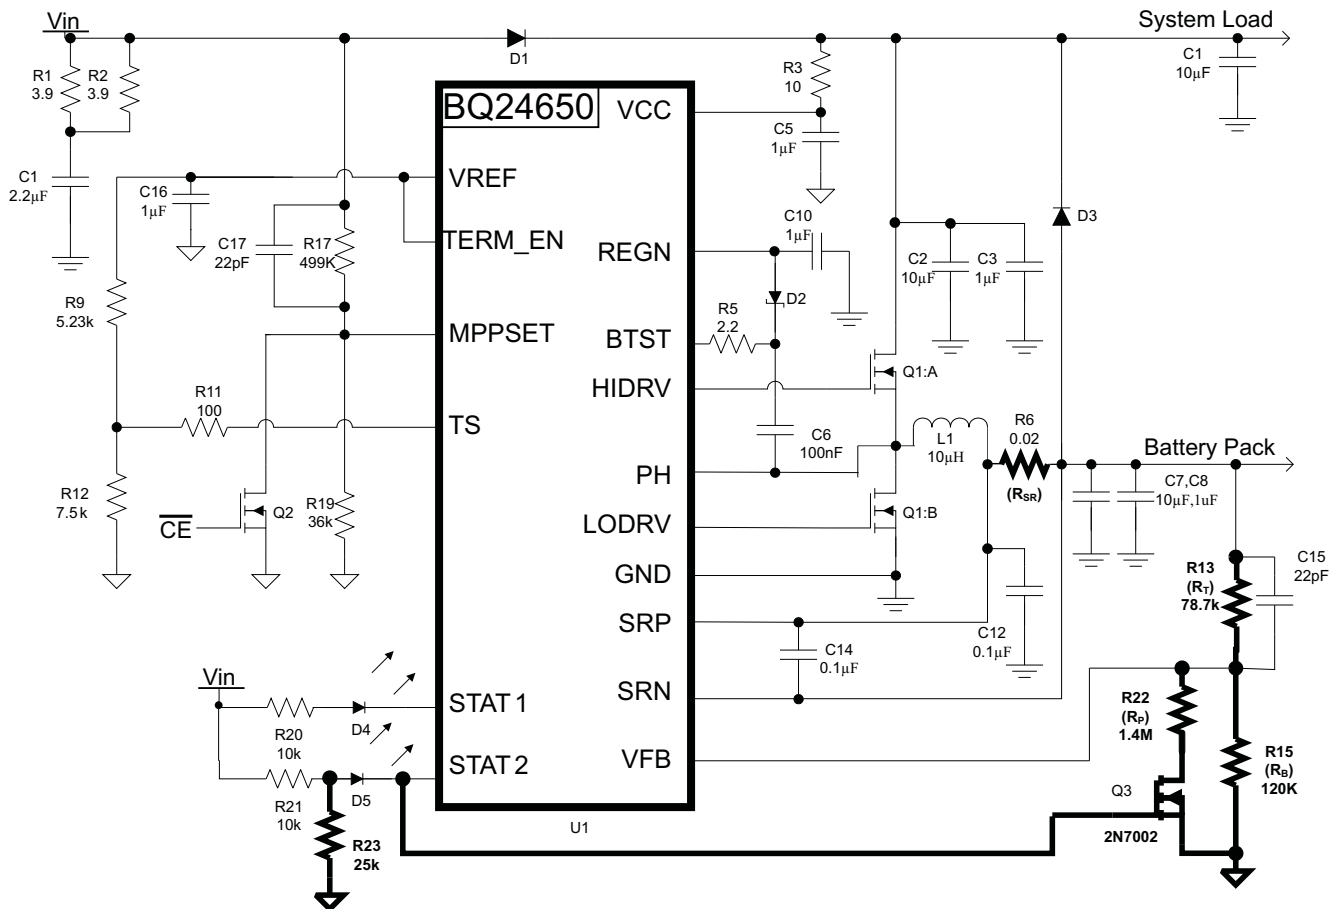 Vin
System Load
D1
R1
3.9
R2
3.9
R3
10
C1
10µF
BQ24650
VCC
C5
1µF
C1
2.2µF
C16
1µF
VREF
TERM_EN
C17
22pF
R17
499K
REGN
C10
1µF
D3
C2
10µF
C3
1µF
R9
5.23k
D2
R5
2.2
MPPSET
BTST
HIDRV
Q1:A
R11
100
TS
C6
100nF
L1
10µH
R6
0.02
(RSR)
Battery Pack
PH
C7,C8
10µF,1uF
R12
7.5k
CE
Q2
R19
36k
LODRV
Q1:B
GND
R13
(RT)
78.7k
C15
22pF
SRP
C14
0.1µF
C12
0.1µF
SRN
Vin
STAT1
R20
10k
D4
R22
(RP)
1.4M
STAT2
VFB
R15
(RB)
120K
R21
10k
D5
Q3
2N7002
U1
R23
25k